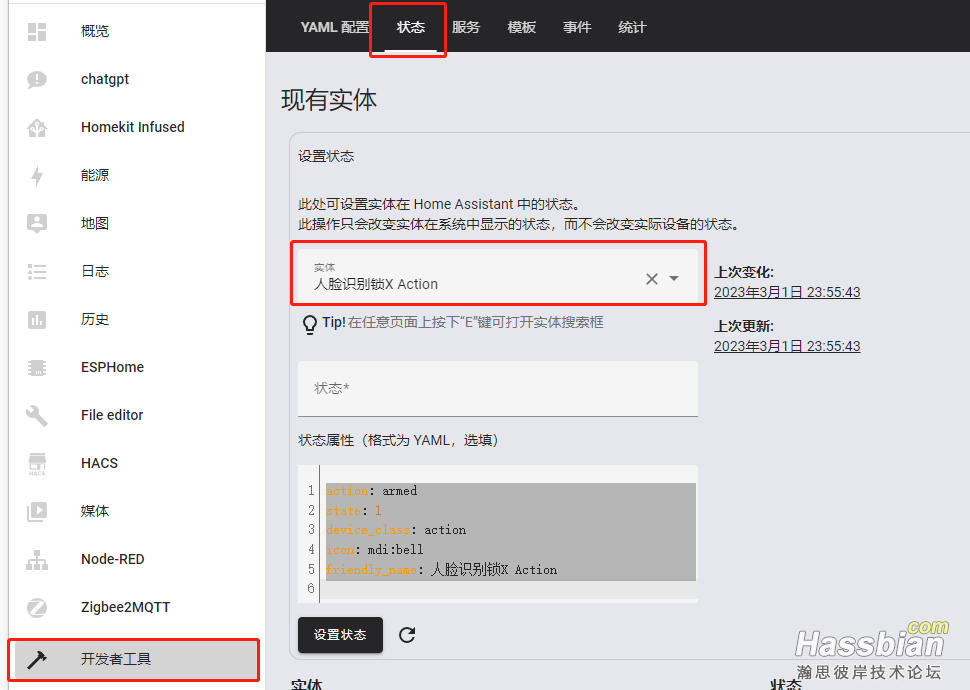 概览
chatgpt
Homekit Infused
能源
地图
日志
历史
ESPHome
File editor
HACS
HACS
媒体
Node-RED
Zigbee2MQTT
开发者工具
YAML 配置 状态 服务 模板 事件 统计
现有实体
设置状态
此处可设置实体在 Home Assistant 中的状态。
此操作只会改变实体在系统中显示的状态，而不会改变实际设备的状态。
实体
人脸识别锁X Action
Tip! 在任意页面上按下"E"键可打开实体搜索框
上次变化:
2023年3月1日 23:55:43
上次更新:
2023年3月1日 23:55:43
状态*
状态属性（格式为 YAML，选填）
1 action: armed
2 state: 1
3 device_class: action
4 icon: mdi:bell
5 friendly_name: 人脸识别锁X Action
6
设置状态
实体 状态
Hassbian.com
瀚思彼岸技术论坛